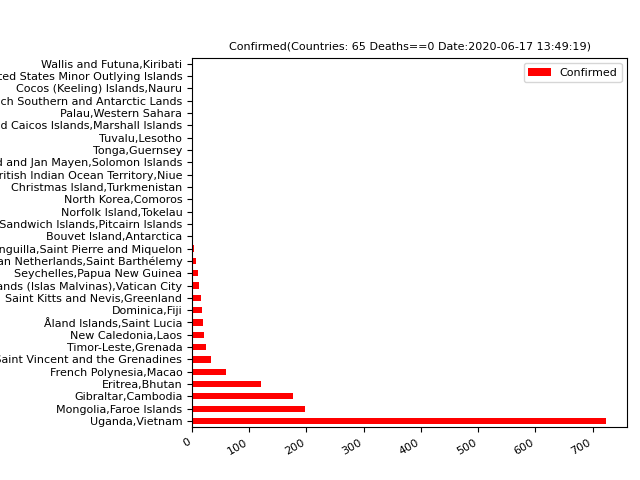 Confirmed(Countries: 65 Deaths==0 Date:2020-06-17 13:49:19)
Confirmed
Wallis and Futuna,Kiribati
States Minor Outlying Islands
Cocos (Keeling) Islands,Nauru
Southern and Antarctic Lands
Palau,Western Sahara
Caicos Islands,Marshall Islands
Tuvalu,Lesotho
Tonga,Guernsey
and Jan Mayen,Solomon Islands
Indian Ocean Territory,Niue
Christmas Island,Turkmenistan
North Korea,Comoros
Norfolk Island,Tokelau
Sandwich Islands,Pitcairn Islands
Bouvet Island,Antarctica
nguilla,Saint Pierre and Miquelon
Netherlands,Saint Barthélemy
Seychelles,Papua New Guinea
(Islas Malvinas),Vatican City
Saint Kitts and Nevis,Greenland
Dominica,Fiji
Åland Islands,Saint Lucia
New Caledonia,Laos
Timor-Leste,Grenada
Saint Vincent and the Grenadines
French Polynesia,Macao
Eritrea,Bhutan
Gibraltar,Cambodia
Mongolia,Faroe Islands
Uganda,Vietnam
0 100 200 300 400 500 600 700